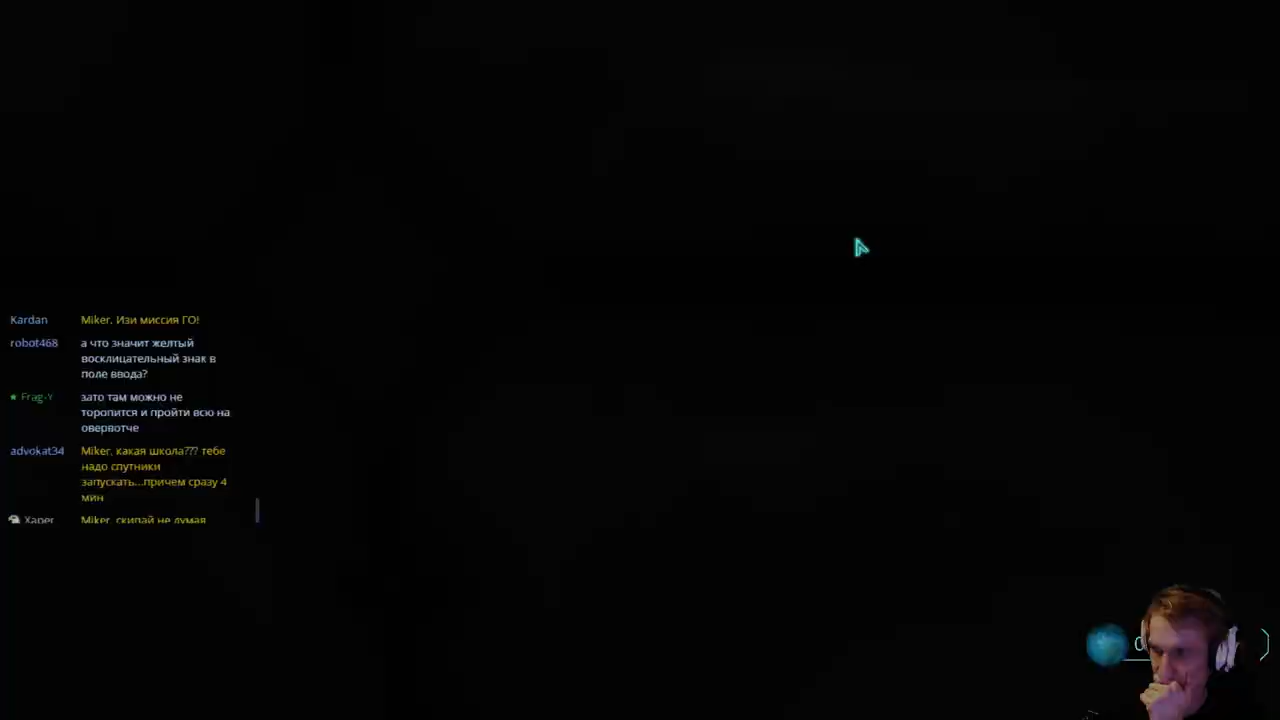 Kardan Miker, Изи миссия ГО!
robot468 а что значит желтый
восклицательный знак в
поле ввода?
Frag-Y зато там можно не
торопится и пройти всю на
овервотче
advokat34 Miker, какая школа??? тебе
надо спутники
запускать...причем сразу 4
мин
Хапер Miker, скипай не думая